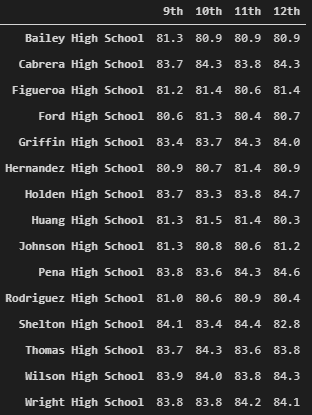 9th 10th 11th 12th
Bailey High School 81.3 80.9 80.9 80.9
Cabrera High School 83.7 84.3 83.8 84.3
Figueroa High School 81.2 81.4 80.6 81.4
Ford High School 80.6 81.3 80.4 80.7
Griffin High School 83.4 83.7 84.3 84.0
Hernandez High School 80.9 80.7 81.4 80.9
Holden High School 83.7 83.3 83.8 84.7
Huang High School 81.3 81.5 81.4 80.3
Johnson High School 81.3 80.8 80.6 81.2
Pena High School 83.8 83.6 84.3 84.6
Rodriguez High School 81.0 80.6 80.9 80.4
Shelton High School 84.1 83.4 84.4 82.8
Thomas High School 83.7 84.3 83.6 83.8
Wilson High School 83.9 84.0 83.8 84.3
Wright High School 83.8 83.8 84.2 84.1